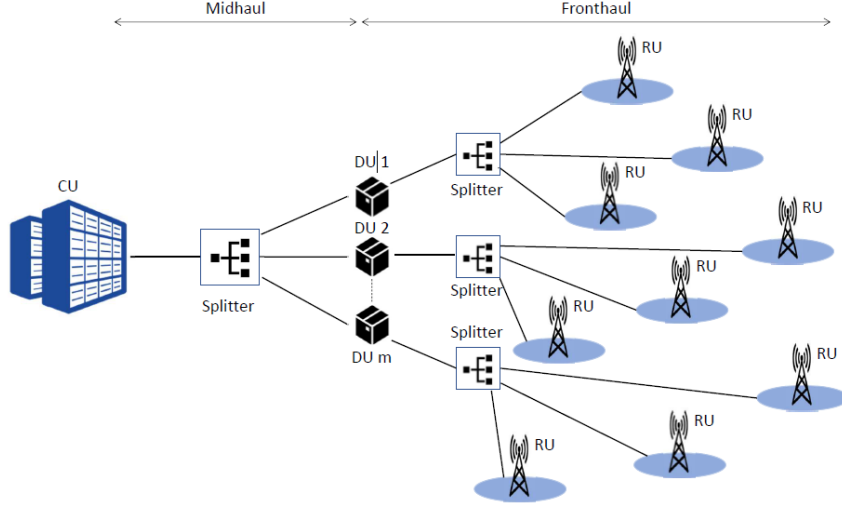 Midhaul
Fronthaul
RU
RU
DU 1
CU
Splitter
RU
DU 2
RU
RU
Splitter
Splitter
RU
Splitter
DU m
RU
RU
RU